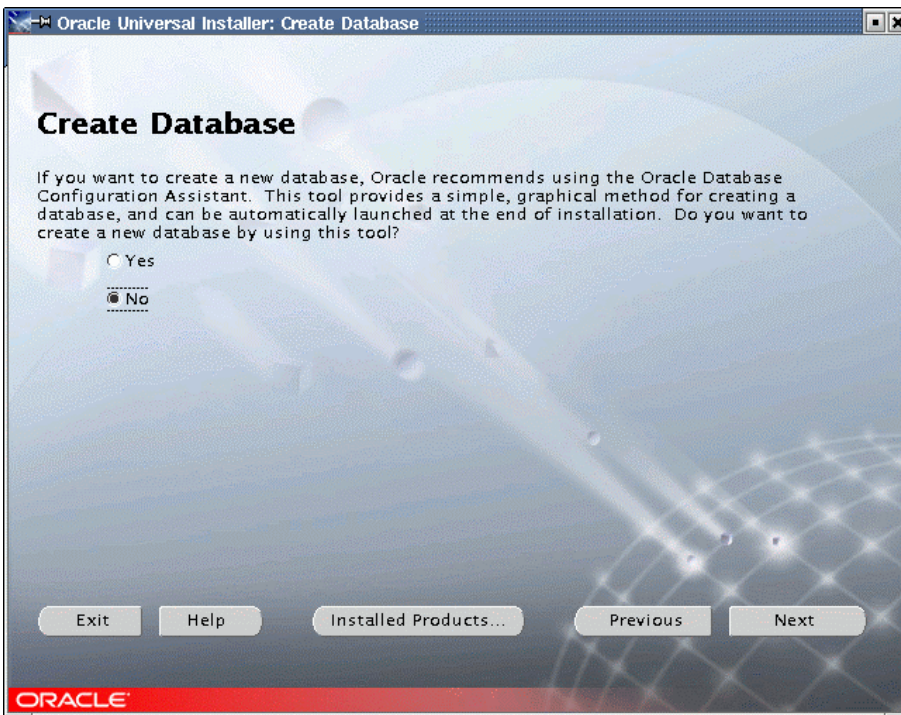 Oracle Universal Installer: Create Database
Create Database
If you want to create a new database, Oracle recommends using the Oracle Database
Configuration Assistant. This tool provides a simple, graphical method for creating a
database, and can be automatically launched at the end of installation. Do you want to
create a new database by using this tool?
Yes
No
Exit
Help
Installed Products...
Previous
Next
ORACLE